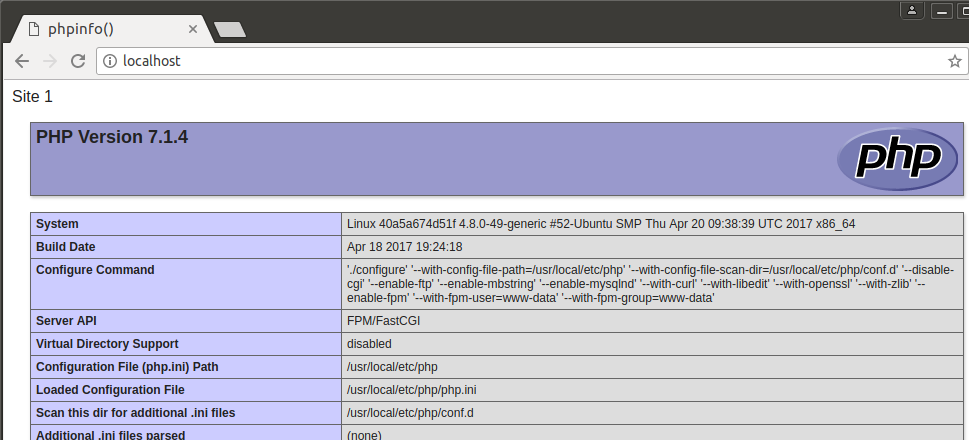 phpinfo()
localhost
Site 1
PHP Version 7.1.4
php
System Linux 40a5a674d51f 4.8.0-49-generic #52-Ubuntu SMP Thu Apr 20 09:38:39 UTC 2017 x86_64
Build Date Apr 18 2017 19:24:18
Configure Command './configure' '--with-config-file-path=/usr/local/etc/php' '--with-config-file-scan-dir=/usr/local/etc/php/conf.d' '--disable-
cgi' '--enable-ftp' '--enable-mbstring' '--enable-mysqlnd' '--with-curl' '--with-libedit' '--with-openssl' '--with-zlib' '--
enable-fpm' '--with-fpm-user=www-data' '--with-fpm-group=www-data'
Server API FPM/FastCGI
Virtual Directory Support disabled
Configuration File (php.ini) Path /usr/local/etc/php
Loaded Configuration File /usr/local/etc/php/php.ini
Scan this dir for additional .ini files /usr/local/etc/php/conf.d
Additional .ini files parsed (none)